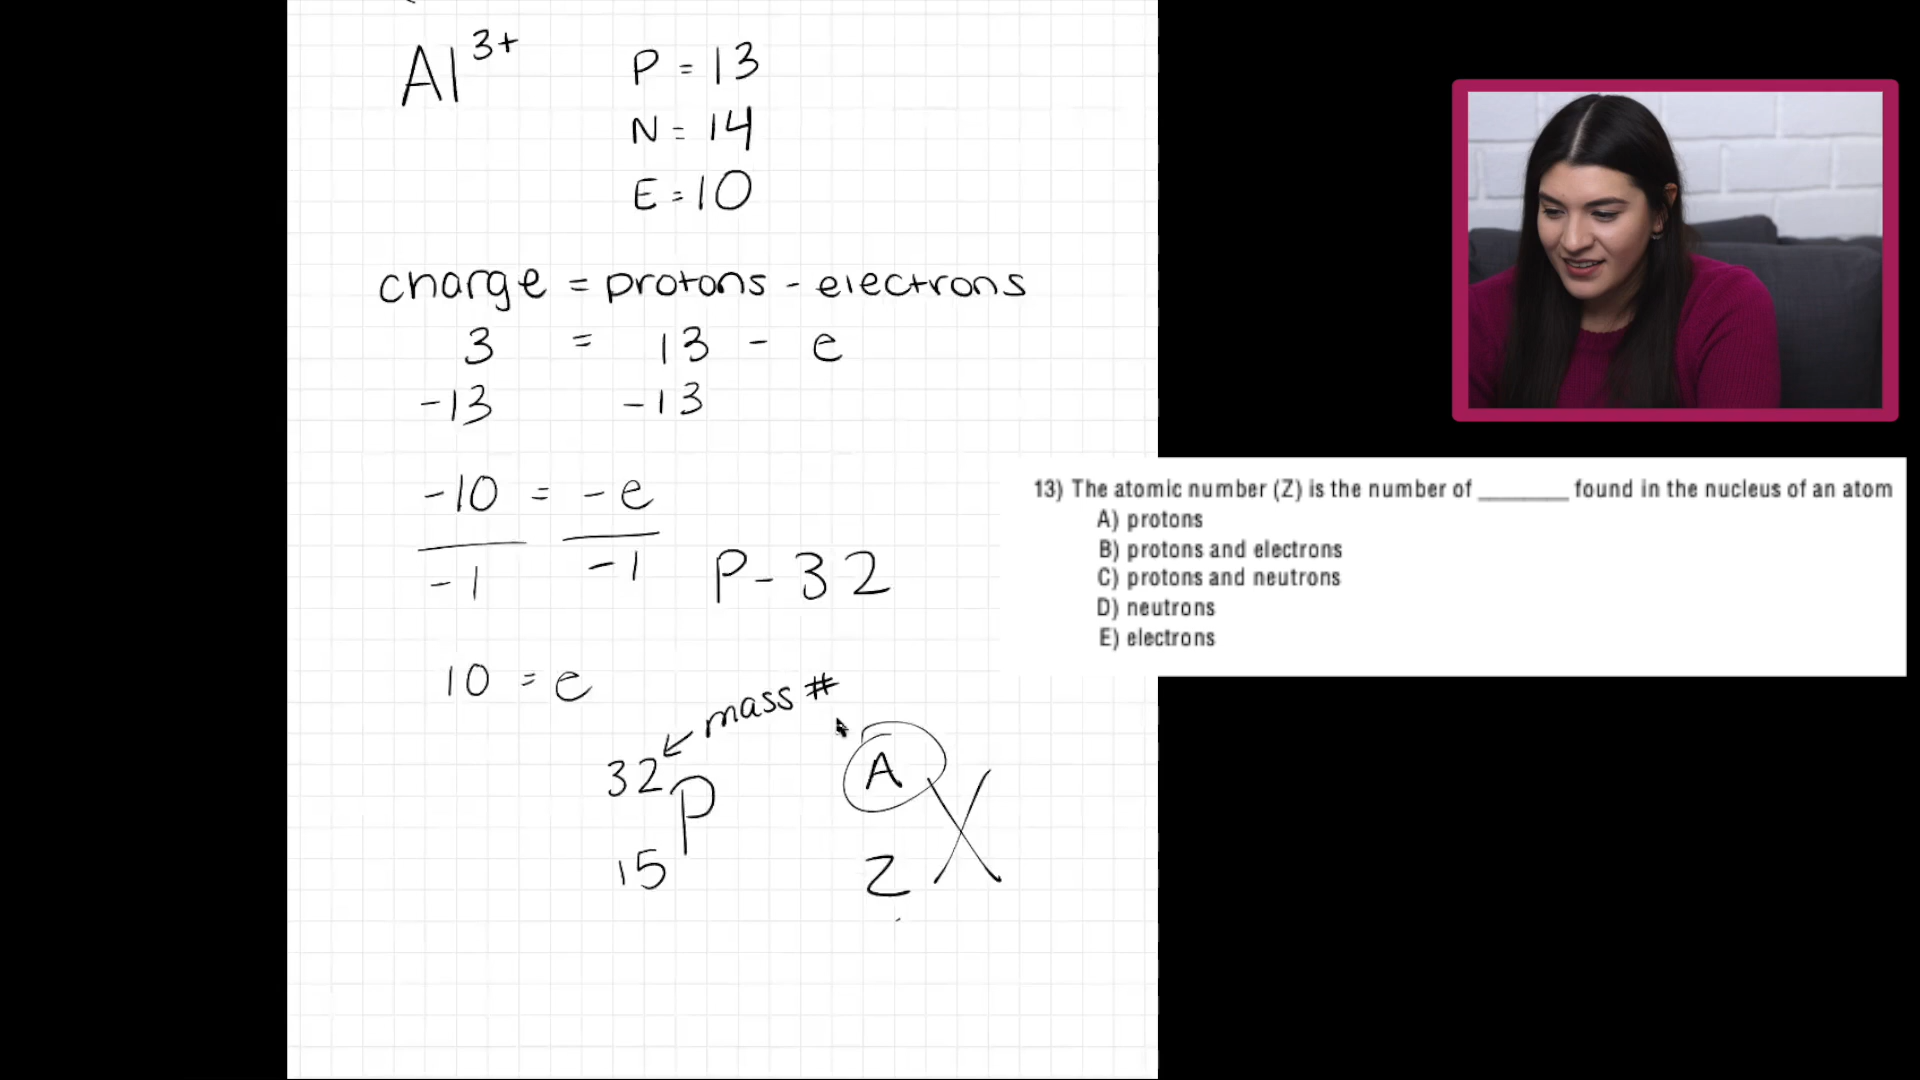 Al³⁺
P = 13
N = 14
E = 10
charge = protons - electrons
3 = 13 - e
-13 -13
-10 = -e
-1 -1
P-32
10 = e
mass #
32
P
15
A
X
Z
13) The atomic number (Z) is the number of ________ found in the nucleus of an atom
A) protons
B) protons and electrons
C) protons and neutrons
D) neutrons
E) electrons